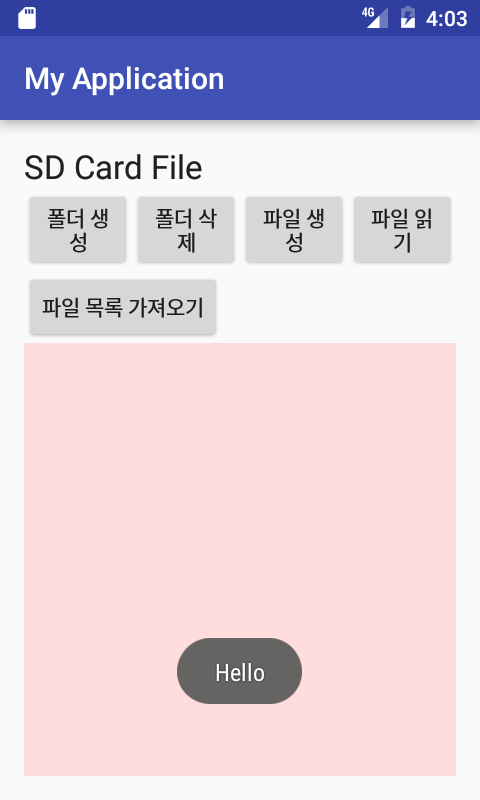 4G 4:03
My Application
SD Card File
폴더 생
성
폴더 삭
제
파일 생
성
파일 읽
기
파일 목록 가져오기
Hello